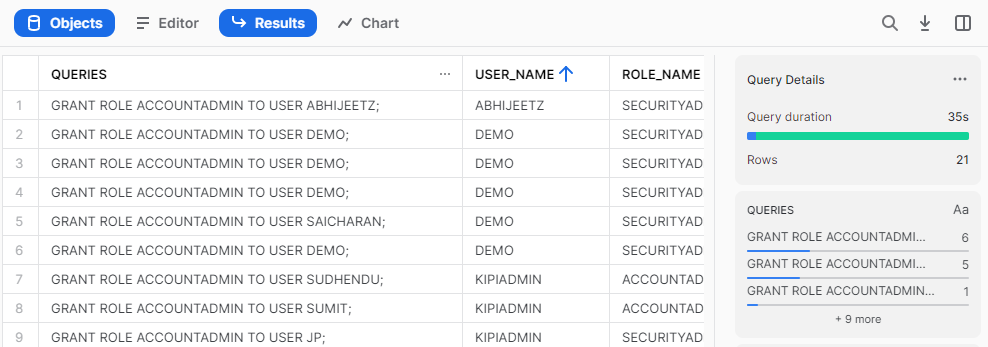 Objects Editor Results Chart
QUERIES ... USER_NAME ROLE_NAME
1 GRANT ROLE ACCOUNTADMIN TO USER ABHIJEETZ; ABHIJEETZ SECURITYAD
2 GRANT ROLE ACCOUNTADMIN TO USER DEMO; DEMO SECURITYAD
3 GRANT ROLE ACCOUNTADMIN TO USER DEMO; DEMO SECURITYAD
4 GRANT ROLE ACCOUNTADMIN TO USER DEMO; DEMO SECURITYAD
5 GRANT ROLE ACCOUNTADMIN TO USER SAICHARAN; DEMO SECURITYAD
6 GRANT ROLE ACCOUNTADMIN TO USER DEMO; DEMO SECURITYAD
7 GRANT ROLE ACCOUNTADMIN TO USER SUDHENDU; KIPIADMIN ACCOUNTAD
8 GRANT ROLE ACCOUNTADMIN TO USER SUMIT; KIPIADMIN ACCOUNTAD
9 GRANT ROLE ACCOUNTADMIN TO USER JP; KIPIADMIN SECURITYAD
Query Details ...
Query duration 35s
Rows 21
QUERIES Aa
GRANT ROLE ACCOUNTADMI... 6
GRANT ROLE ACCOUNTADMI... 5
GRANT ROLE ACCOUNTADMIN... 1
+ 9 more